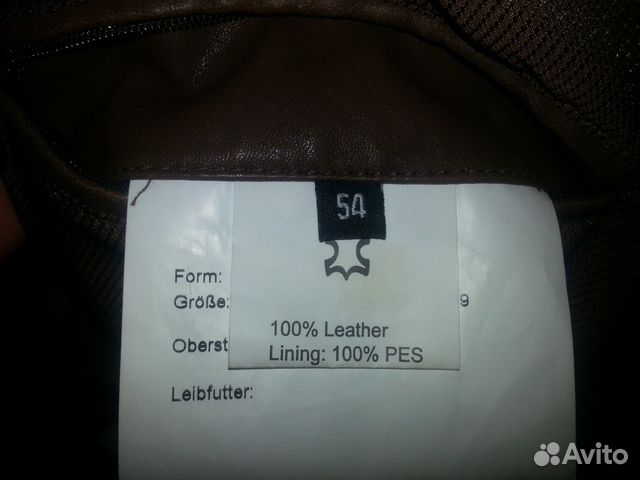 54
Form:
Größe:
9
100% Leather
Oberst
Lining: 100% PES
Leibfutter:
Avito